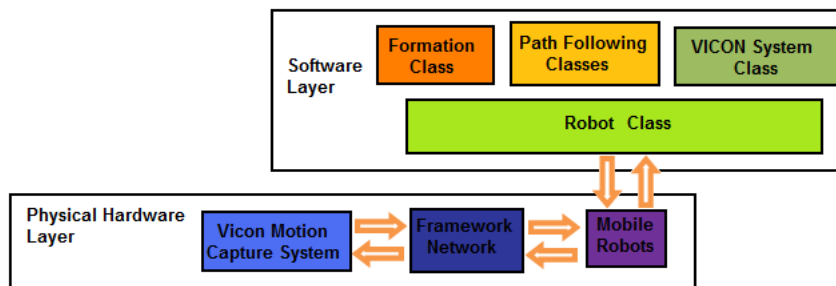 Software
Layer
Formation
Class
Path Following
Classes
VICON System
Class
Robot Class
Physical Hardware
Layer
Vicon Motion
Capture System
Framework
Network
Mobile
Robots